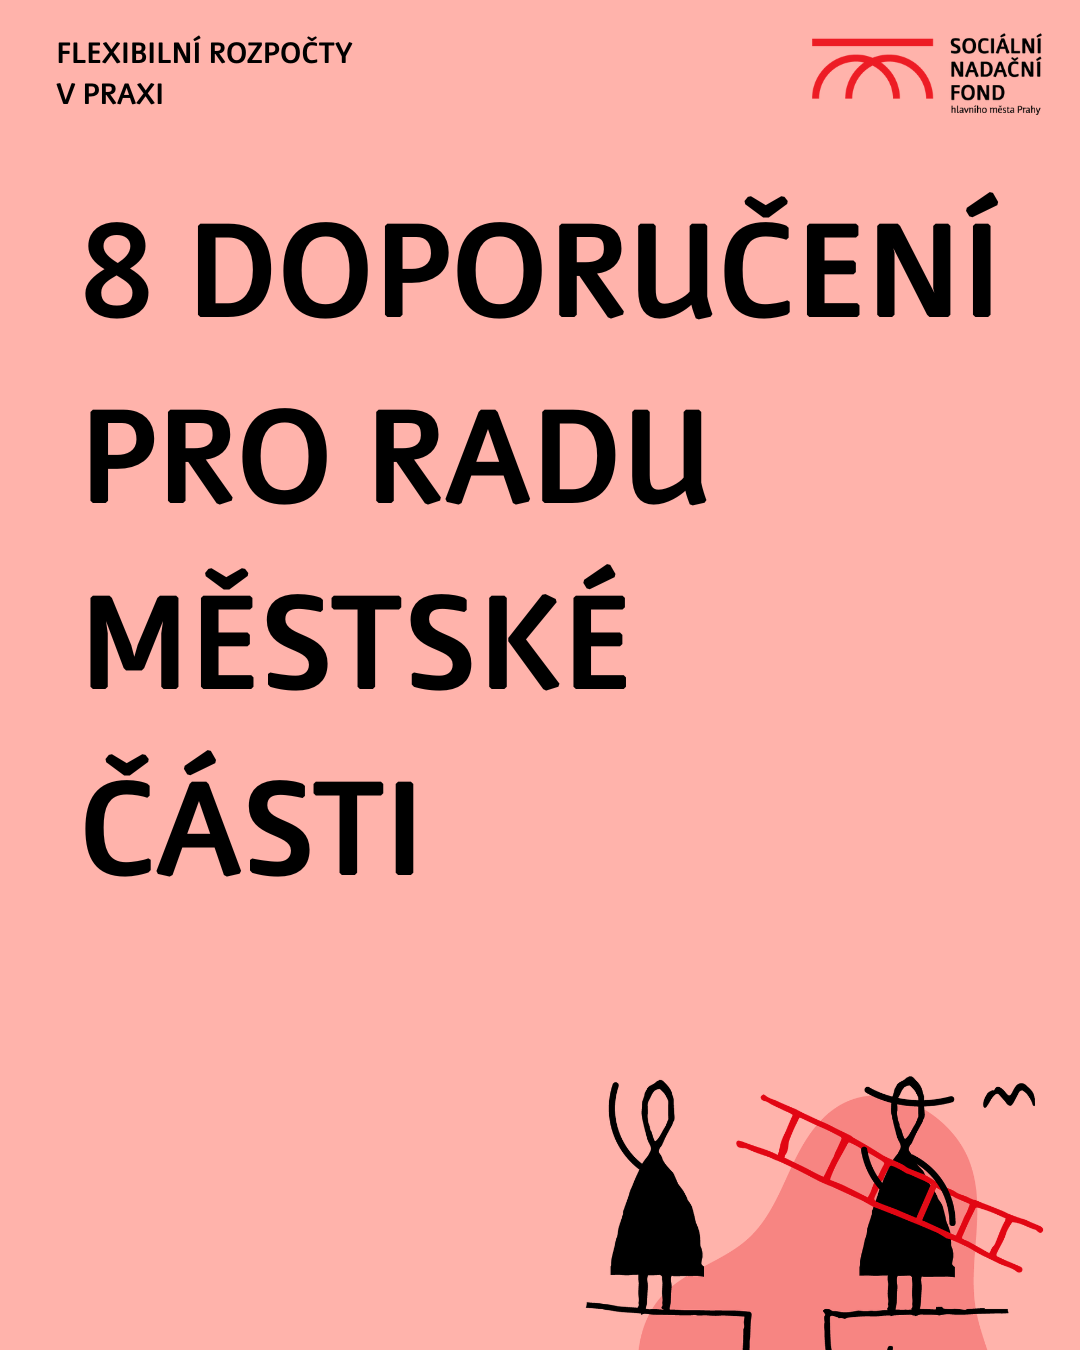 FLEXIBILNÍ ROZPOČTY
V PRAXI
SOCIÁLNÍ
NADAČNÍ
FOND
hlavního města Prahy
8 DOPORUČENÍ
PRO RADU
MĚSTSKÉ
ČÁSTI